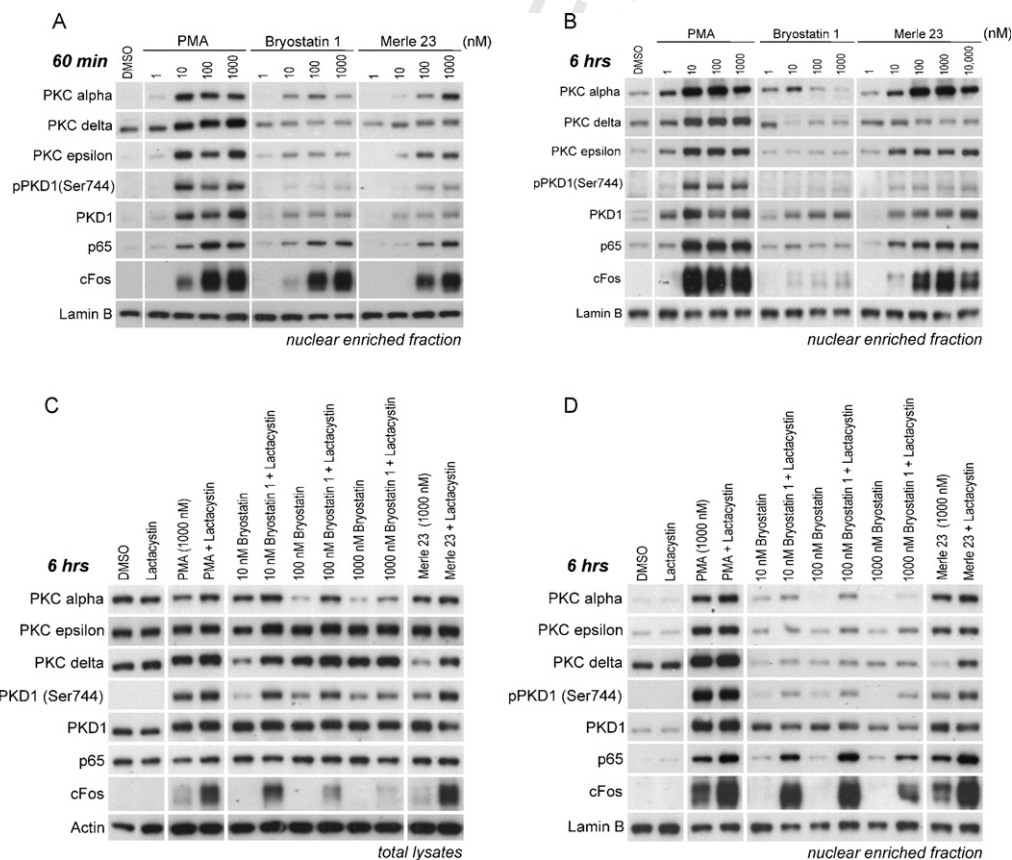 A
60 min
DMSO
PMA
Bryostatin 1
Merle 23
(nM)
1
10
100
1000
1
10
100
1000
1
10
100
1000
PKC alpha
PKC delta
PKC epsilon
pPKD1(Ser744)
PKD1
p65
cFos
Lamin B
nuclear enriched fraction
B
6 hrs
DMSO
PMA
Bryostatin 1
Merle 23
(nM)
1
10
100
1000
1
10
100
1000
1
10
100
1000
10,000
PKC alpha
PKC delta
PKC epsilon
pPKD1(Ser744)
PKD1
p65
cFos
Lamin B
nuclear enriched fraction
C
6 hrs
DMSO
Lactacystin
PMA (1000 nM)
PMA + Lactacystin
10 nM Bryostatin
10 nM Bryostatin 1 + Lactacystin
100 nM Bryostatin
100 nM Bryostatin 1 + Lactacystin
1000 nM Bryostatin
1000 nM Bryostatin 1 + Lactacystin
Merle 23 (1000 nM)
Merle 23 + Lactacystin
PKC alpha
PKC epsilon
PKC delta
PKD1 (Ser744)
PKD1
p65
cFos
Actin
total lysates
D
6 hrs
DMSO
Lactacystin
PMA (1000 nM)
PMA + Lactacystin
10 nM Bryostatin
10 nM Bryostatin 1 + Lactacystin
100 nM Bryostatin
100 nM Bryostatin 1 + Lactacystin
1000 nM Bryostatin
1000 nM Bryostatin 1 + Lactacystin
Merle 23 (1000 nM)
Merle 23 + Lactacystin
PKC alpha
PKC epsilon
PKC delta
pPKD1 (Ser744)
PKD1
p65
cFos
Lamin B
nuclear enriched fraction